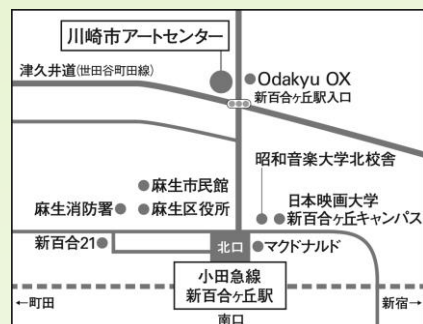 川崎市アートセンター
津久井道(世田谷町田線)
Odakyu OX
新百合ヶ丘駅入口
昭和音楽大学北校舎
麻生市民館
日本映画大学
新百合ヶ丘キャンパス
麻生消防署
麻生区役所
新百合21
北口
マクドナルド
小田急線
新百合ヶ丘駅
←町田
新宿→
南口